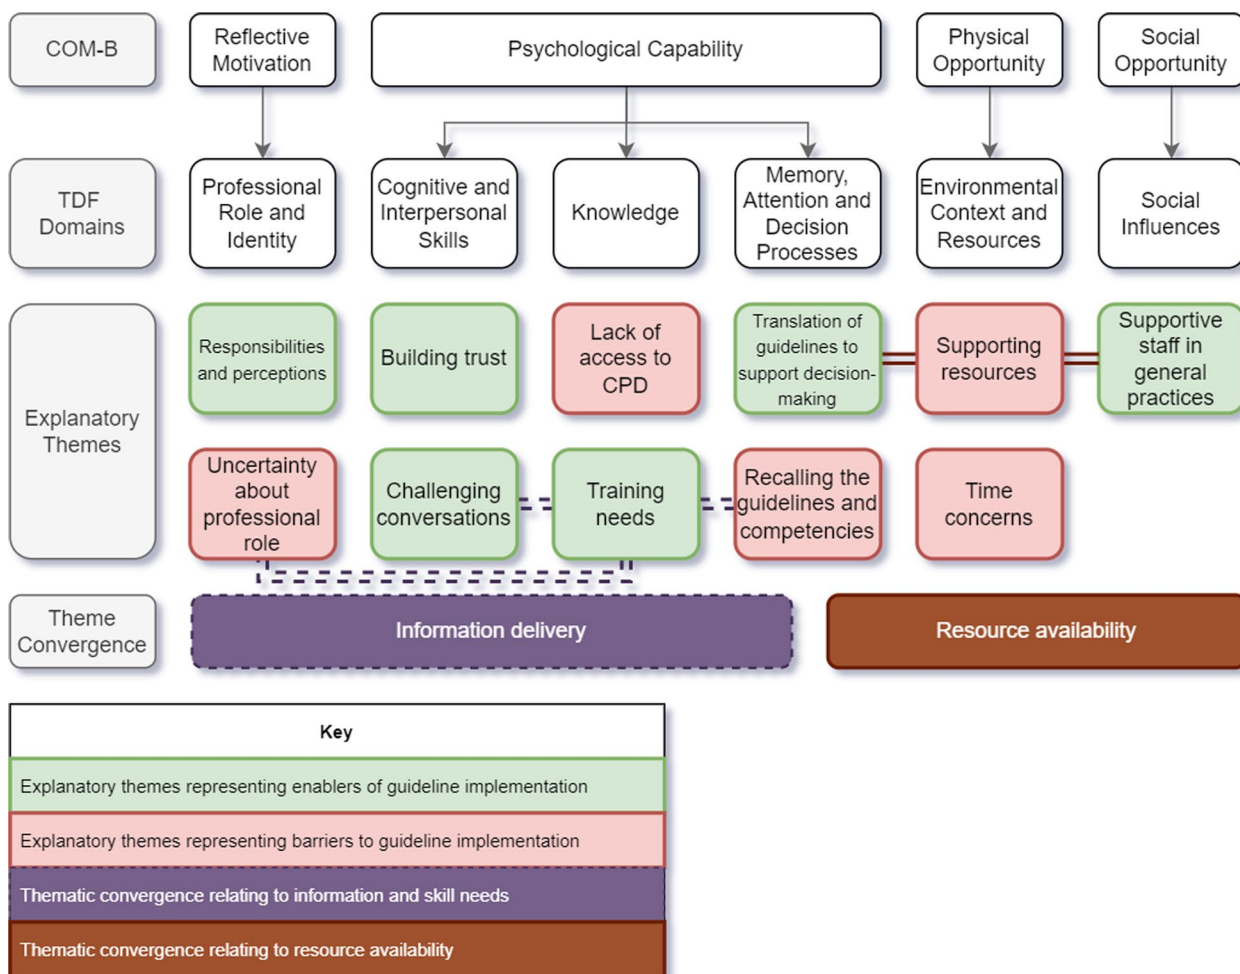 COM-B
Reflective
Motivation
Psychological Capability
Physical
Opportunity
Social
Opportunity
TDF
Domains
Professional
Role and
Identity
Cognitive and
Interpersonal
Skills
Knowledge
Memory,
Attention and
Decision
Processes
Environmental
Context and
Resources
Social
Influences
Explanatory
Themes
Responsibilities
and perceptions
Building trust
Lack of
access to
CPD
Translation of
guidelines to
support decision-
making
Supporting
resources
Supportive
staff in
general
practices
Uncertainty
about
professional
role
Challenging
conversations
Training
needs
Recalling the
guidelines and
competencies
Time
concerns
Theme
Convergence
Information delivery
Resource availability
Key
Explanatory themes representing enablers of guideline implementation
Explanatory themes representing barriers to guideline implementation
Thematic convergence relating to information and skill needs
Thematic convergence relating to resource availability